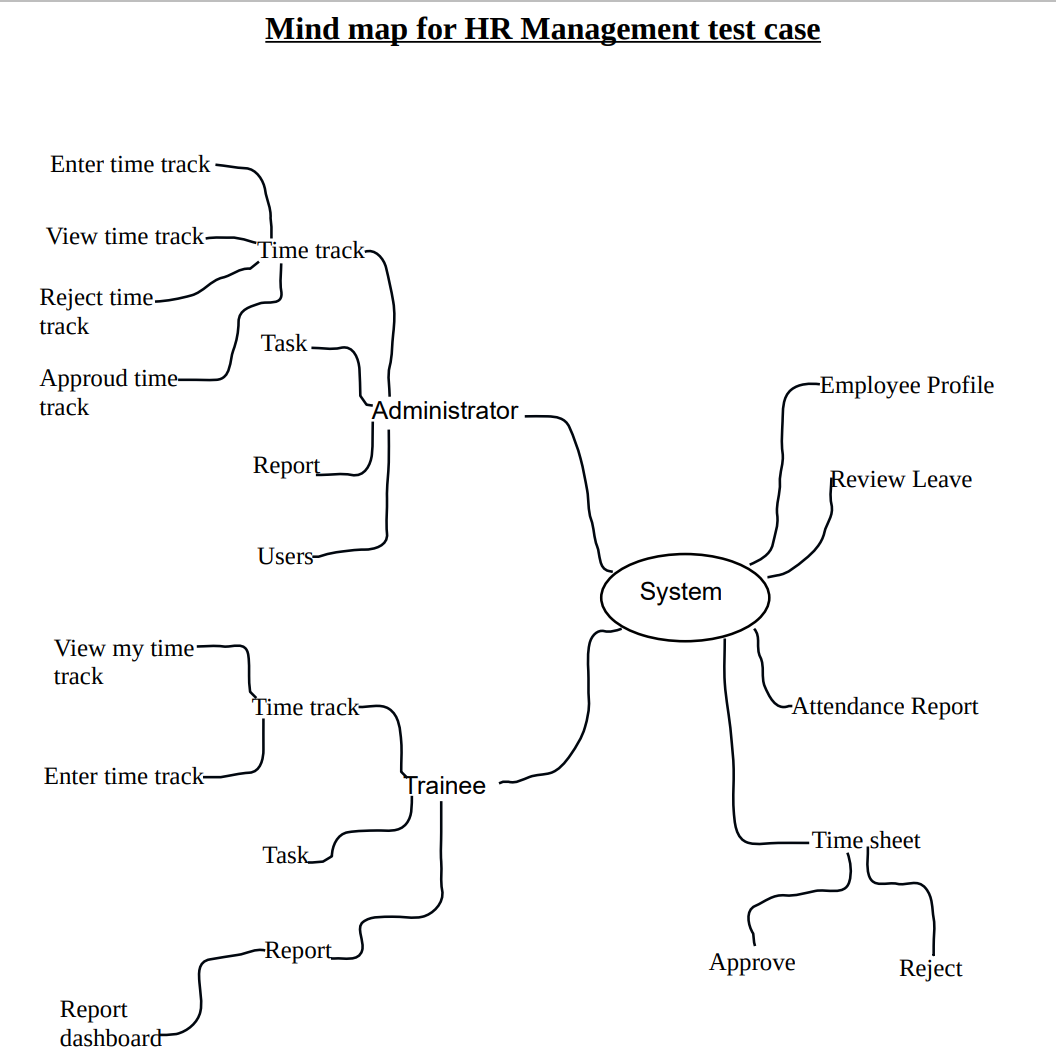 Mind map for HR Management test case
Enter time track
View time track
Time track
Reject time
track
Task
Approud time
track
Administrator
Report
Users
Employee Profile
Review Leave
System
View my time
track
Time track
Enter time track
Trainee
Task
Report
Report
dashboard
Attendance Report
Time sheet
Approve
Reject